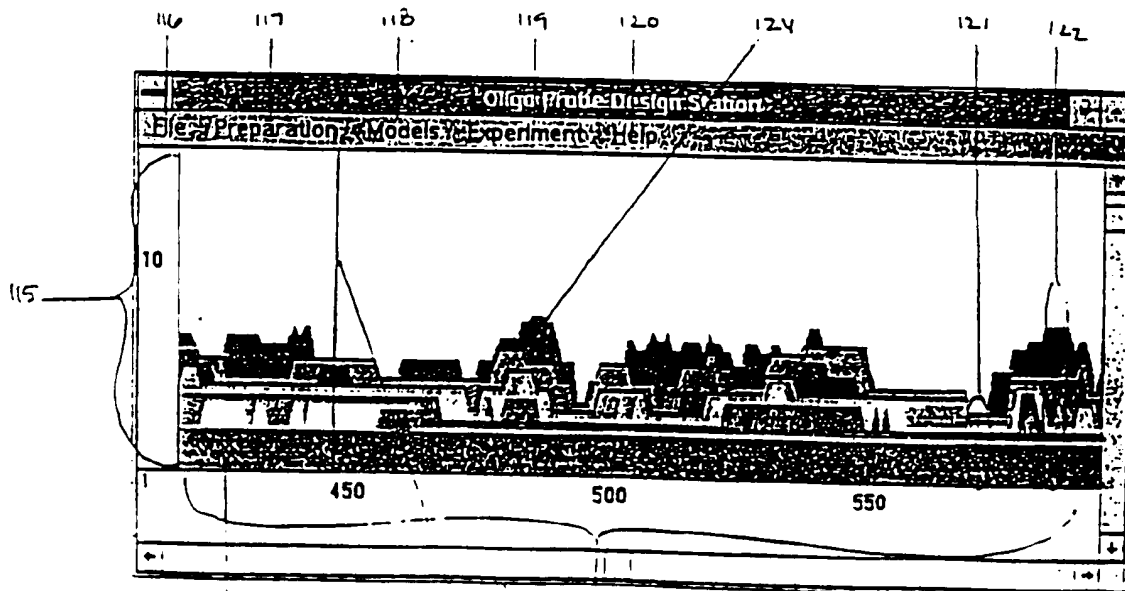 116 117 118 119 120 124 121 122
Oligo Probe Design Station
File Preparation Models Experiment Help
10
115
1 450 500 550